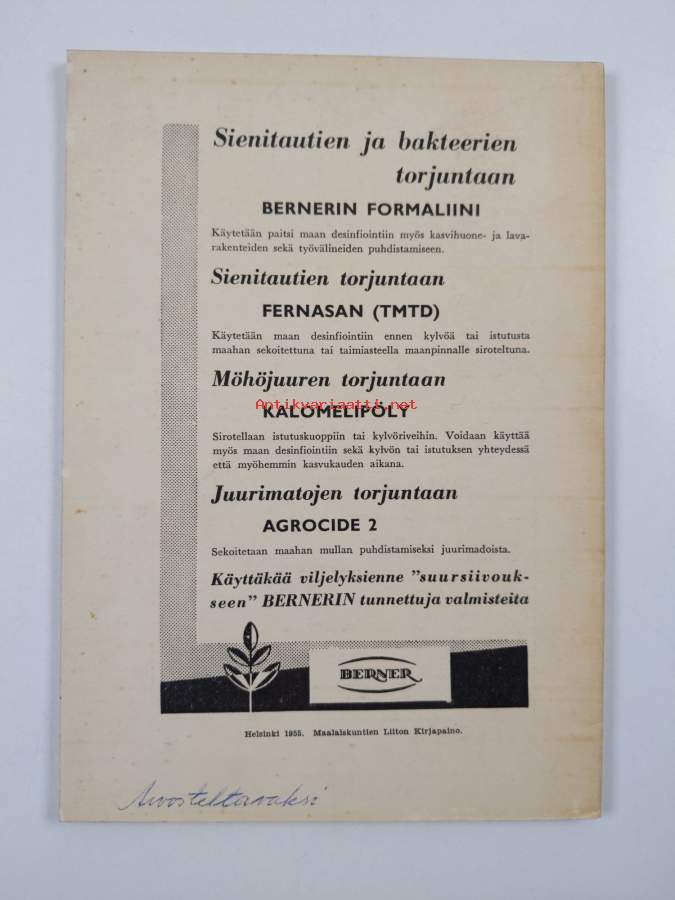 Sienitautien ja bakteerien
torjuntaan
BERNERIN FORMALIINI
Käytetään paitsi maan desinfiointiin myös kasvihuone- ja lava-
rakenteiden sekä työvälineiden puhdistamiseen.
Sienitautien torjuntaan
FERNASAN (TMTD)
Käytetään maan desinfiointiin ennen kylvöä tai istutusta
maahan sekoitettuna tai taimiasteella maanpinnalle siroteltuna.
Möhöjuuren torjuntaan
Antikvariaatti.net
KALOMELIPÖLY
Sirotellaan istutuskuoppiin tai kylvöriveihin. Voidaan käyttää
myös maan desinfiointiin sekä kylvön tai istutuksen yhteydessä
että myöhemmin kasvukauden aikana.
Juurimatojen torjuntaan
AGROCIDE 2
Sekoitetaan maahan mullan puhdistamiseksi juurimadoista.
Käyttäkää viljelyksienne ”suursiivouk-
seen” BERNERIN tunnettuja valmisteita
BERNER
Helsinki 1955. Maalaiskuntien Liiton Kirjapaino.
Arvosteltavaksi